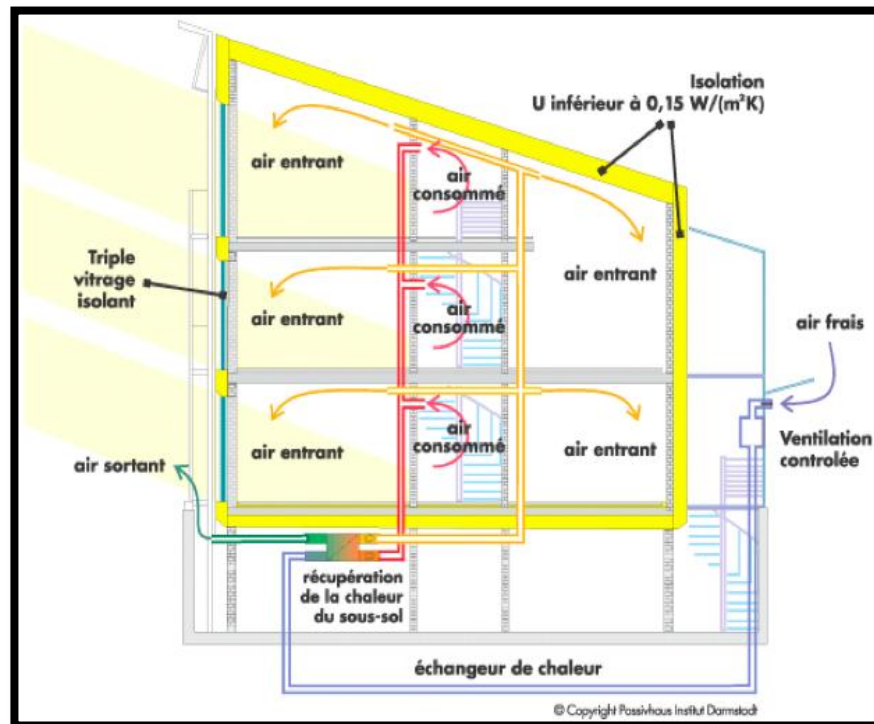 Isolation
U inférieur à 0,15 W/(m²K)
air entrant
air
consommé
Triple
vitrage
isolant
air entrant
air entrant
air
consommé
air frais
air entrant
air
consommé
air entrant
Ventilation
controlée
air sortant
récupération
de la chaleur
du sous-sol
échangeur de chaleur
© Copyright Passivhaus Institut Darmstadt